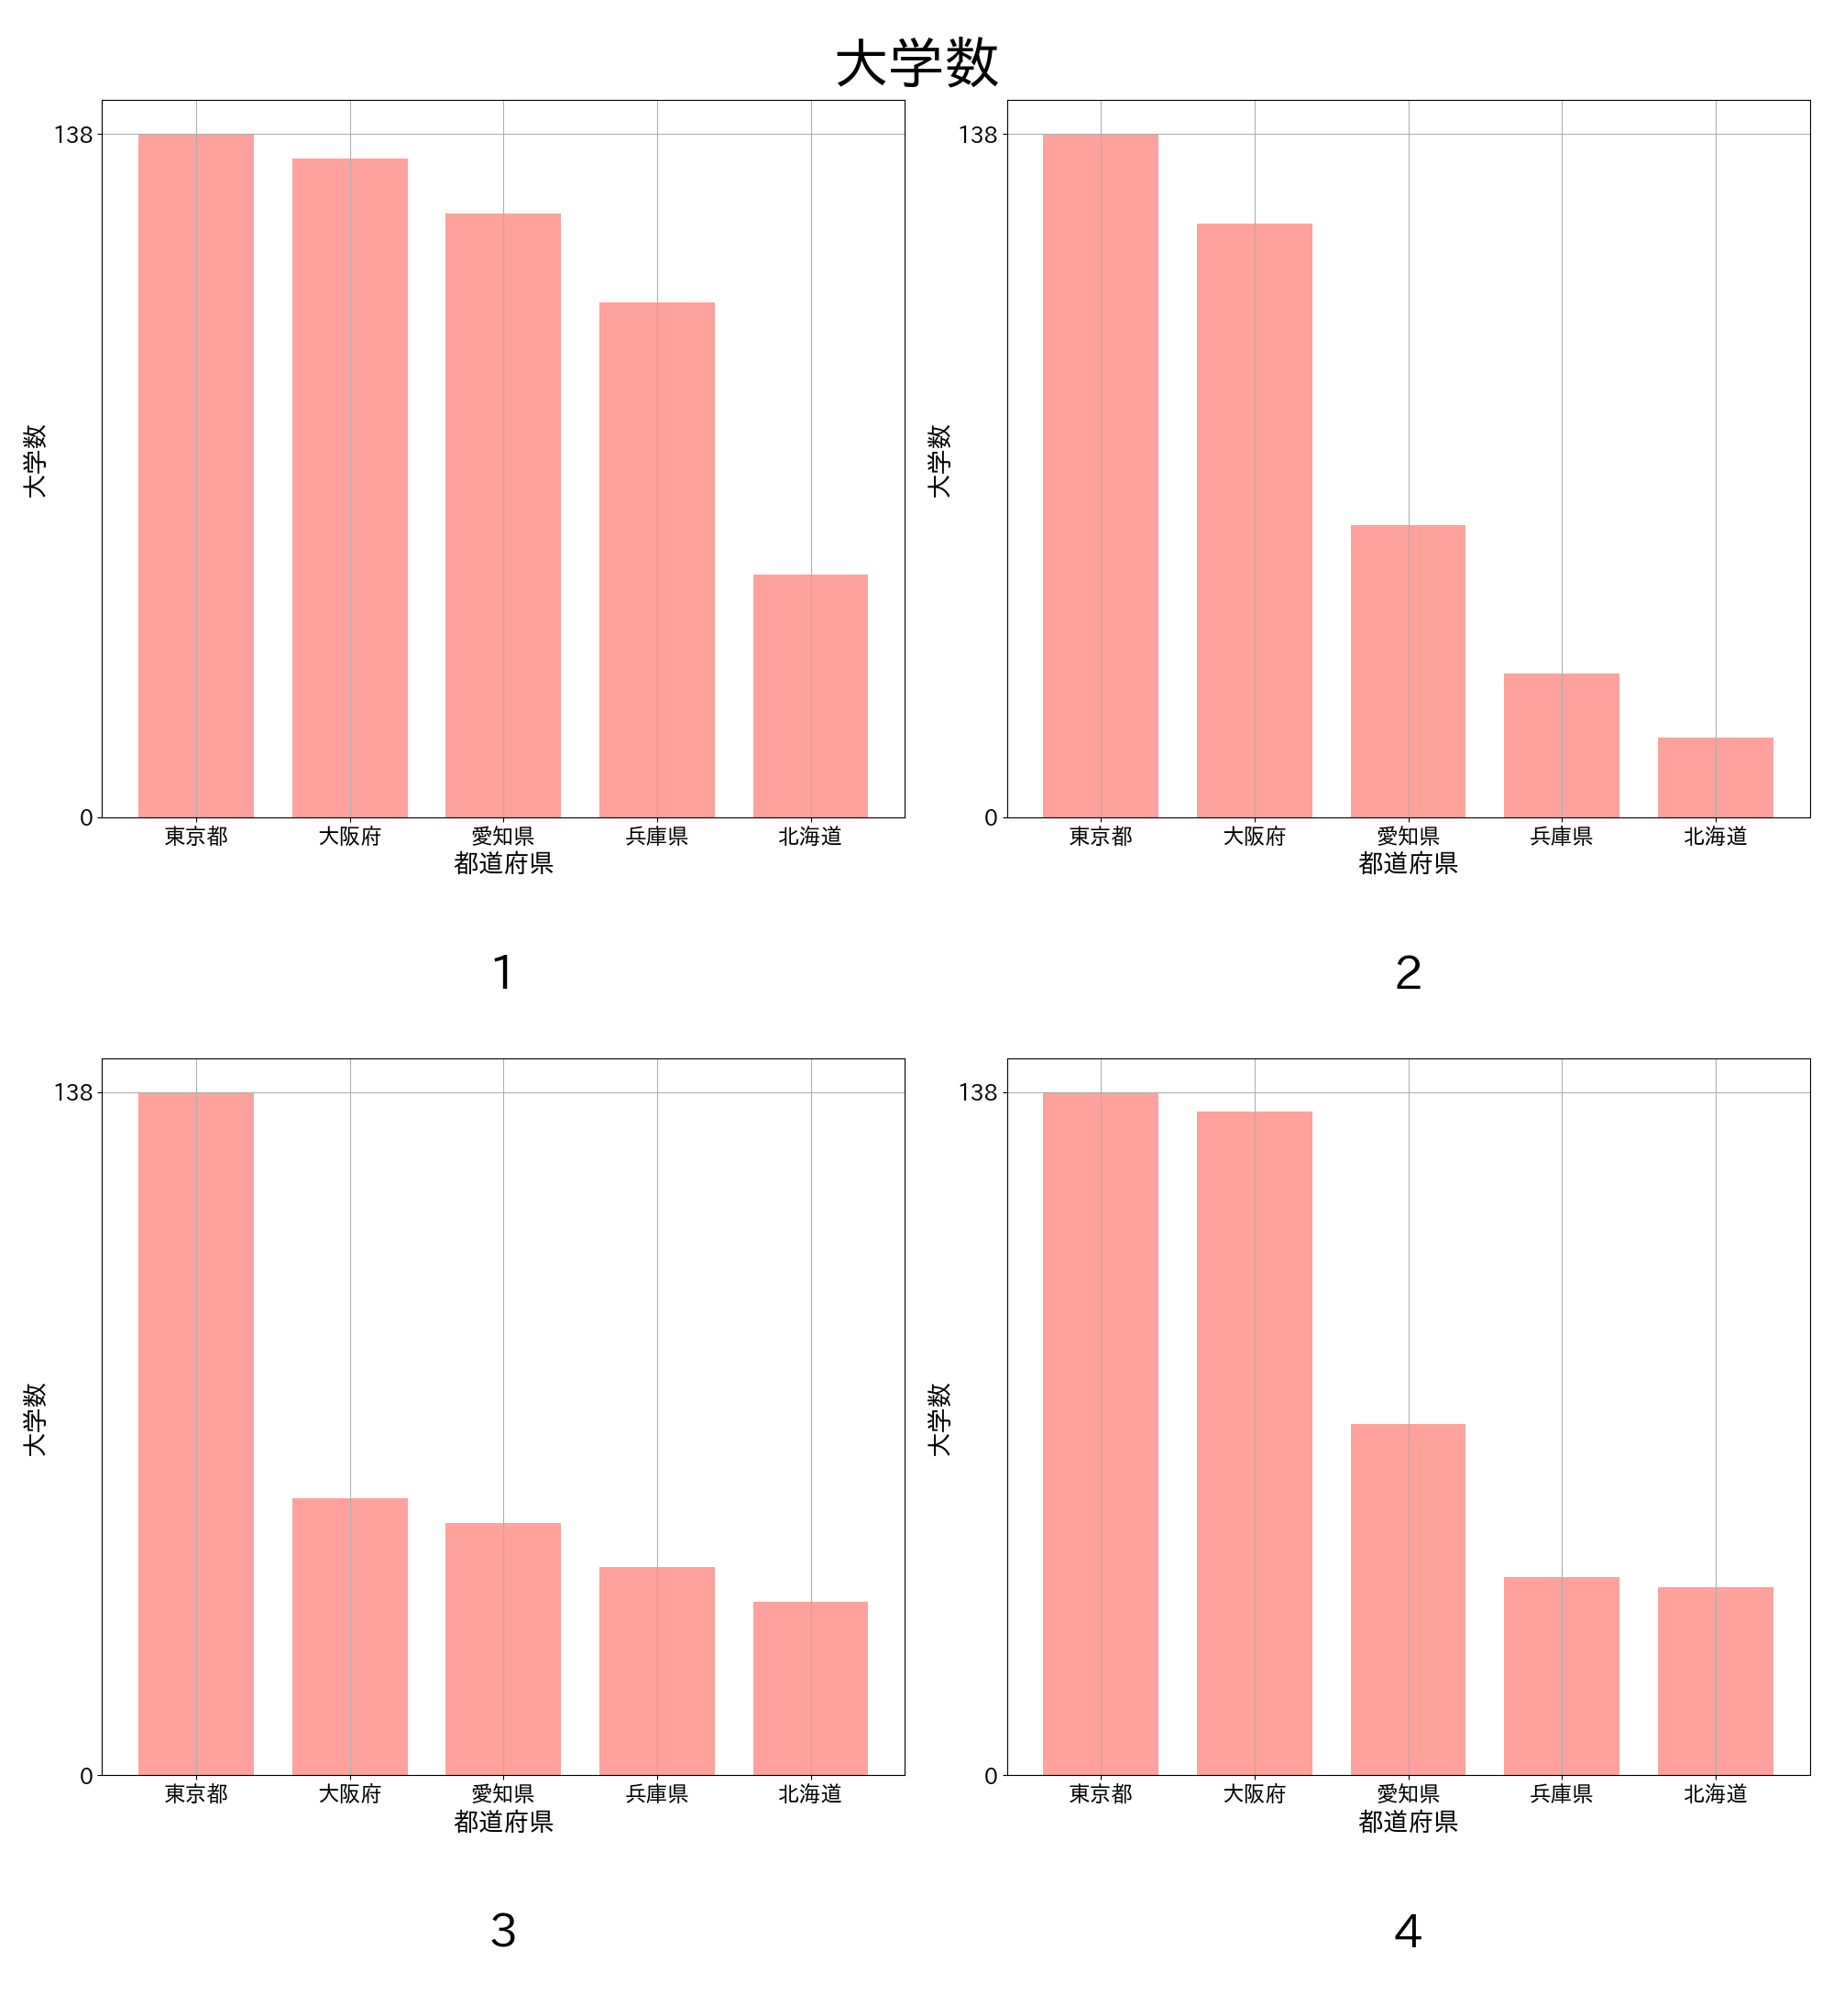 大学数
138
0
大学数
東京都 大阪府 愛知県 兵庫県 北海道
都道府県
1
138
0
大学数
東京都 大阪府 愛知県 兵庫県 北海道
都道府県
2
138
0
大学数
東京都 大阪府 愛知県 兵庫県 北海道
都道府県
3
138
0
大学数
東京都 大阪府 愛知県 兵庫県 北海道
都道府県
4